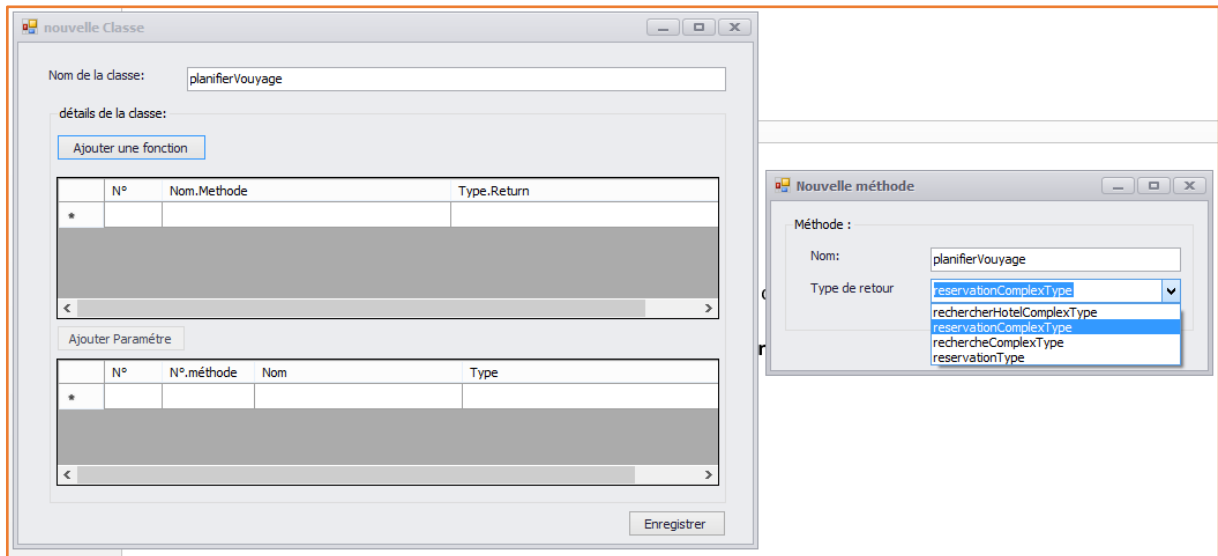 nouvelle Classe
Nom de la classe:
planifierVouyage
détails de la classe:
Ajouter une fonction
N° Nom.Methode Type.Return
*
Ajouter Paramétre
N° N°.méthode Nom Type
*
Enregistrer
Nouvelle méthode
Méthode :
Nom:
planifierVouyage
Type de retour
reservationComplexType
rechercherHotelComplexType
reservationComplexType
rechercheComplexType
reservationType